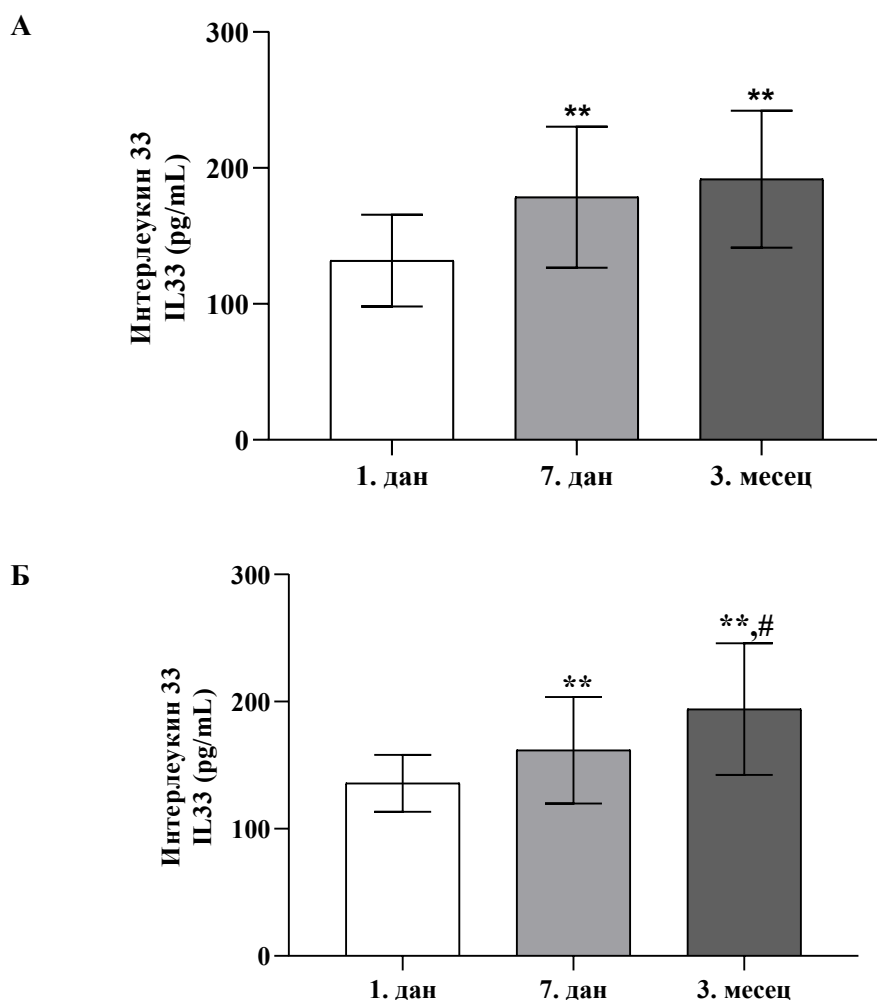 А
300
200
100
0
Интерлеукин 33
IL33 (pg/mL)
**
**
1. дан
7. дан
3. месец
Б
300
200
100
0
Интерлеукин 33
IL33 (pg/mL)
**
**,#
1. дан
7. дан
3. месец